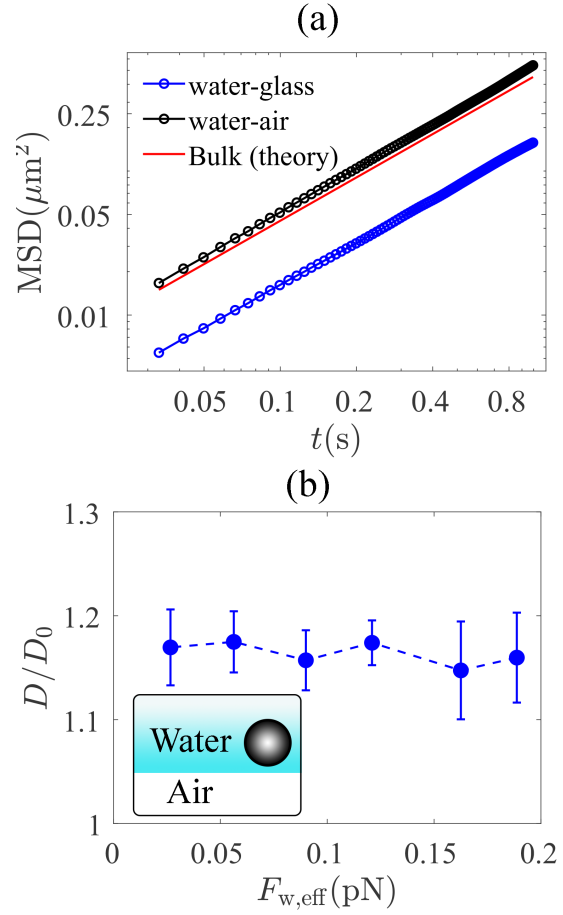 (a)
MSD(μm²)
0.25
0.05
0.01
water-glass
water-air
Bulk (theory)
0.05 0.1 0.2 0.4 0.8
t(s)
(b)
D/D₀
1.3
1.2
1.1
1
Water
Air
0 0.05 0.1 0.15 0.2
F_{w,eff}(pN)